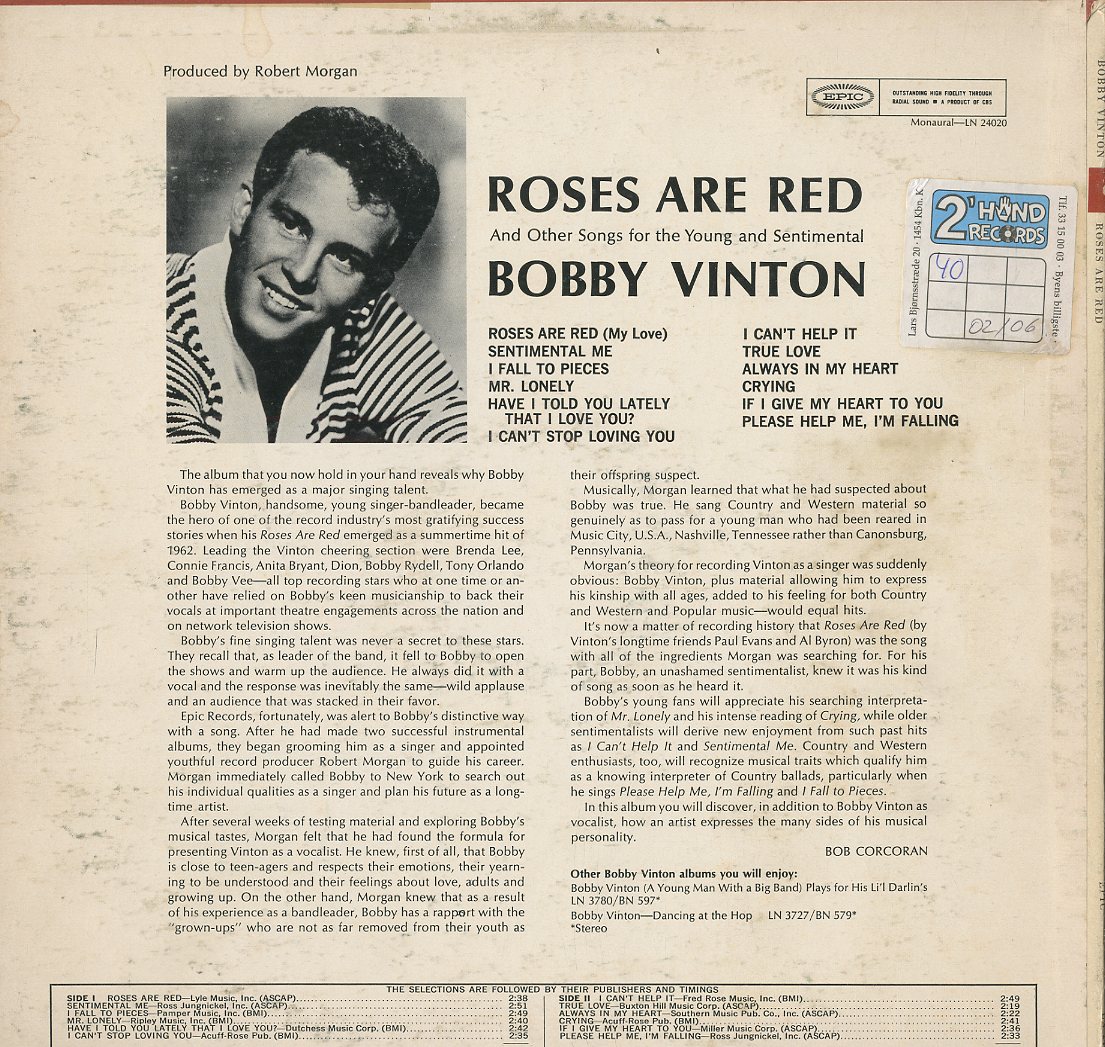 Produced by Robert Morgan
EPIC
OUTSTANDING HIGH FIDELITY THROUGH
RADIAL SOUND ■ A PRODUCT OF CBS
Monaural—LN 24020
ROSES ARE RED
And Other Songs for the Young and Sentimental
BOBBY VINTON
ROSES ARE RED (My Love)
SENTIMENTAL ME
I FALL TO PIECES
MR. LONELY
HAVE I TOLD YOU LATELY
THAT I LOVE YOU?
I CAN'T STOP LOVING YOU
I CAN'T HELP IT
TRUE LOVE
ALWAYS IN MY HEART
CRYING
IF I GIVE MY HEART TO YOU
PLEASE HELP ME, I'M FALLING
2'HAND
RECORDS
Lars Bjørnsstræde 20 · 1454 Kbn. K
Tlf. 33 15 00 03 · Byens billigste ·
40
02/06
BOBBY VINTON
ROSES ARE RED
EPIC
The album that you now hold in your hand reveals why Bobby
Vinton has emerged as a major singing talent.
Bobby Vinton, handsome, young singer-bandleader, became
the hero of one of the record industry's most gratifying success
stories when his Roses Are Red emerged as a summertime hit of
1962. Leading the Vinton cheering section were Brenda Lee,
Connie Francis, Anita Bryant, Dion, Bobby Rydell, Tony Orlando
and Bobby Vee—all top recording stars who at one time or an-
other have relied on Bobby's keen musicianship to back their
vocals at important theatre engagements across the nation and
on network television shows.
Bobby's fine singing talent was never a secret to these stars.
They recall that, as leader of the band, it fell to Bobby to open
the shows and warm up the audience. He always did it with a
vocal and the response was inevitably the same—wild applause
and an audience that was stacked in their favor.
Epic Records, fortunately, was alert to Bobby's distinctive way
with a song. After he had made two successful instrumental
albums, they began grooming him as a singer and appointed
youthful record producer Robert Morgan to guide his career.
Morgan immediately called Bobby to New York to search out
his individual qualities as a singer and plan his future as a long-
time artist.
After several weeks of testing material and exploring Bobby's
musical tastes, Morgan felt that he had found the formula for
presenting Vinton as a vocalist. He knew, first of all, that Bobby
is close to teen-agers and respects their emotions, their yearn-
ing to be understood and their feelings about love, adults and
growing up. On the other hand, Morgan knew that as a result
of his experience as a bandleader, Bobby has a rapport with the
"grown-ups" who are not as far removed from their youth as
their offspring suspect.
Musically, Morgan learned that what he had suspected about
Bobby was true. He sang Country and Western material so
genuinely as to pass for a young man who had been reared in
Music City, U.S.A., Nashville, Tennessee rather than Canonsburg,
Pennsylvania.
Morgan's theory for recording Vinton as a singer was suddenly
obvious: Bobby Vinton, plus material allowing him to express
his kinship with all ages, added to his feeling for both Country
and Western and Popular music—would equal hits.
It's now a matter of recording history that Roses Are Red (by
Vinton's longtime friends Paul Evans and Al Byron) was the song
with all of the ingredients Morgan was searching for. For his
part, Bobby, an unashamed sentimentalist, knew it was his kind
of song as soon as he heard it.
Bobby's young fans will appreciate his searching interpreta-
tion of Mr. Lonely and his intense reading of Crying, while older
sentimentalists will derive new enjoyment from such past hits
as I Can't Help It and Sentimental Me. Country and Western
enthusiasts, too, will recognize musical traits which qualify him
as a knowing interpreter of Country ballads, particularly when
he sings Please Help Me, I'm Falling and I Fall to Pieces.
In this album you will discover, in addition to Bobby Vinton as
vocalist, how an artist expresses the many sides of his musical
personality.
BOB CORCORAN
Other Bobby Vinton albums you will enjoy:
Bobby Vinton (A Young Man With a Big Band) Plays for His Li'l Darlin's
LN 3780/BN 597*
Bobby Vinton—Dancing at the Hop LN 3727/BN 579*
*Stereo
THE SELECTIONS ARE FOLLOWED BY THEIR PUBLISHERS AND TIMINGS
SIDE I ROSES ARE RED—Lyle Music, Inc. (ASCAP) 2:38
SENTIMENTAL ME—Ross Jungnickel, Inc. (ASCAP) 2:51
I FALL TO PIECES—Pamper Music, Inc. (BMI) 2:49
MR. LONELY—Ripley Music, Inc. (BMI) 2:40
HAVE I TOLD YOU LATELY THAT I LOVE YOU?—Dutchess Music Corp. (BMI) 2:42
I CAN'T STOP LOVING YOU—Acuff-Rose Pub. (BMI) 2:35
SIDE II I CAN'T HELP IT—Fred Rose Music, Inc. (BMI) 2:49
TRUE LOVE—Buxton Hill Music Corp. (ASCAP) 2:19
ALWAYS IN MY HEART—Southern Music Pub. Co., Inc. (ASCAP) 2:22
CRYING—Acuff-Rose Pub. (BMI) 2:41
IF I GIVE MY HEART TO YOU—Miller Music Corp. (ASCAP) 2:36
PLEASE HELP ME, I'M FALLING—Ross Jungnickel, Inc. (ASCAP) 2:33